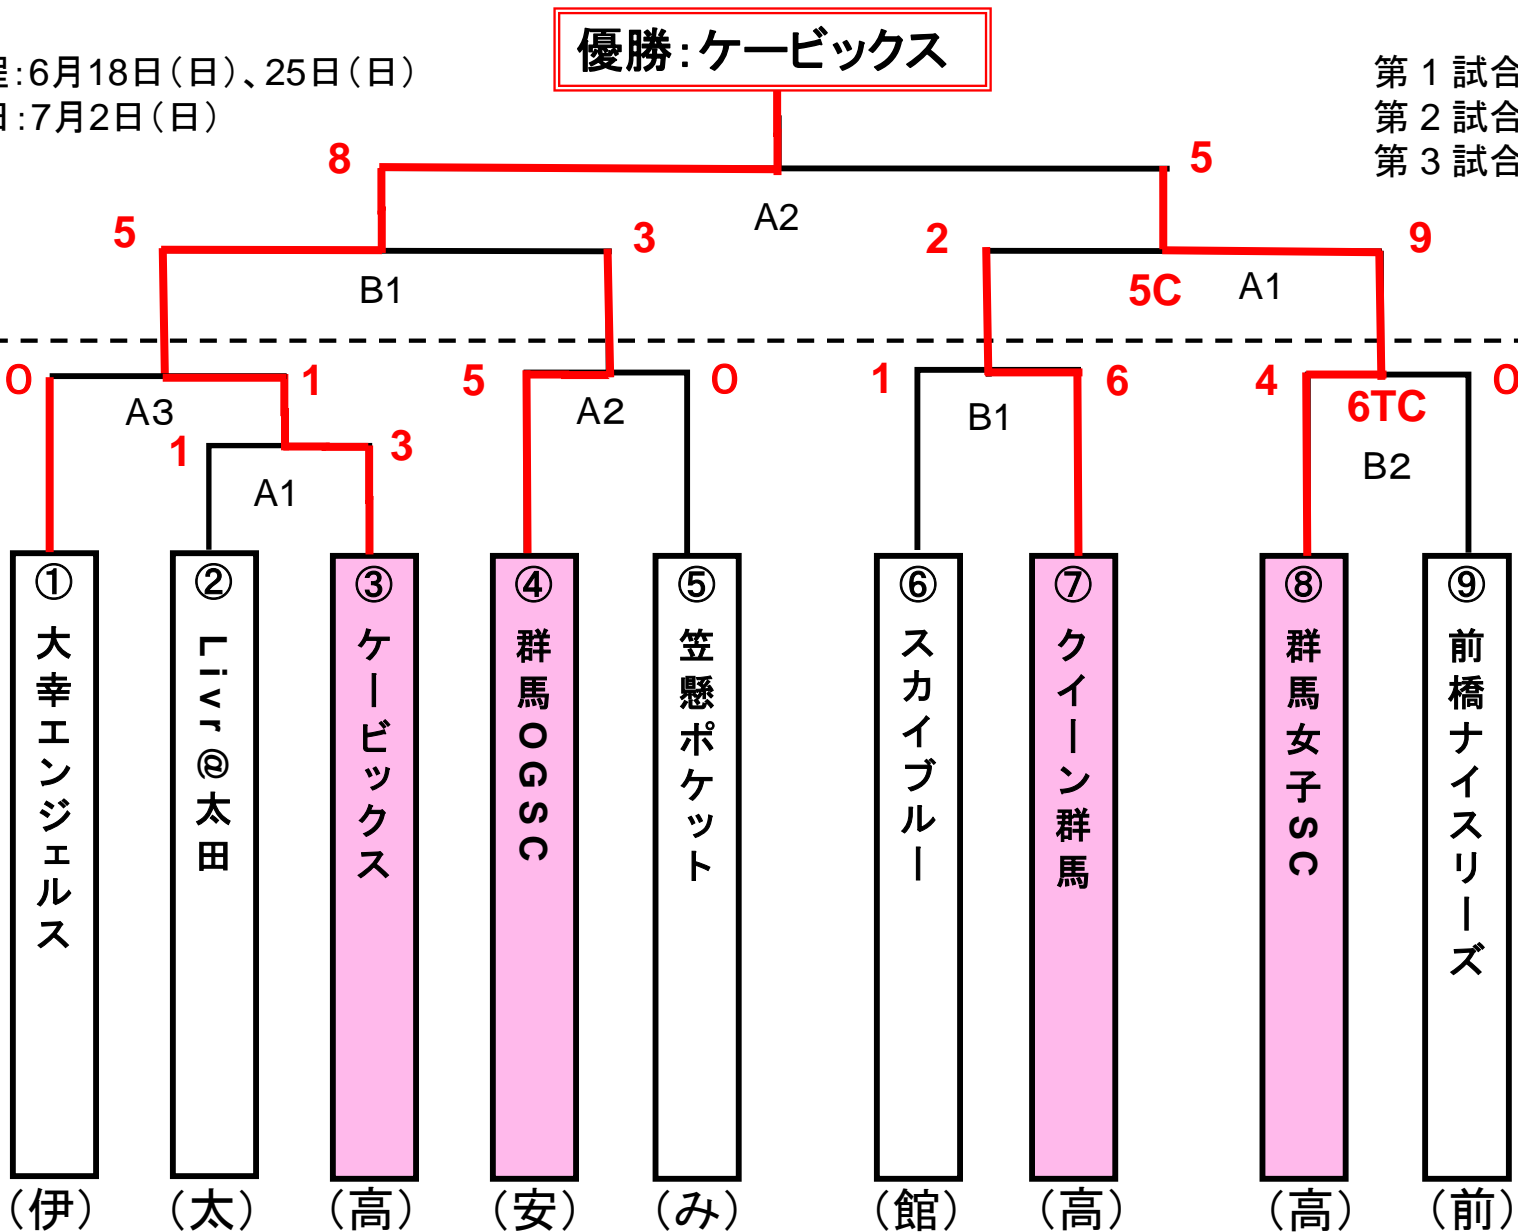 優勝：ケービックス
程：6月18日（日）、25日（日）
日：7月2日（日）
第 1 試合
第 2 試合
第 3 試合
8
5
A2
5
3
2
9
B1
5C
A1
0
1
5
0
1
6
4
0
A3
A2
B1
6TC
1
3
B2
A1
① 大幸エンジェルス
② Livr＠太田
③ ケービックス
④ 群馬OGSC
⑤ 笠懸ポケット
⑥ スカイブルー
⑦ クイーン群馬
⑧ 群馬女子SC
⑨ 前橋ナイスリーズ
（伊）
（太）
（高）
（安）
（み）
（館）
（高）
（高）
（前）